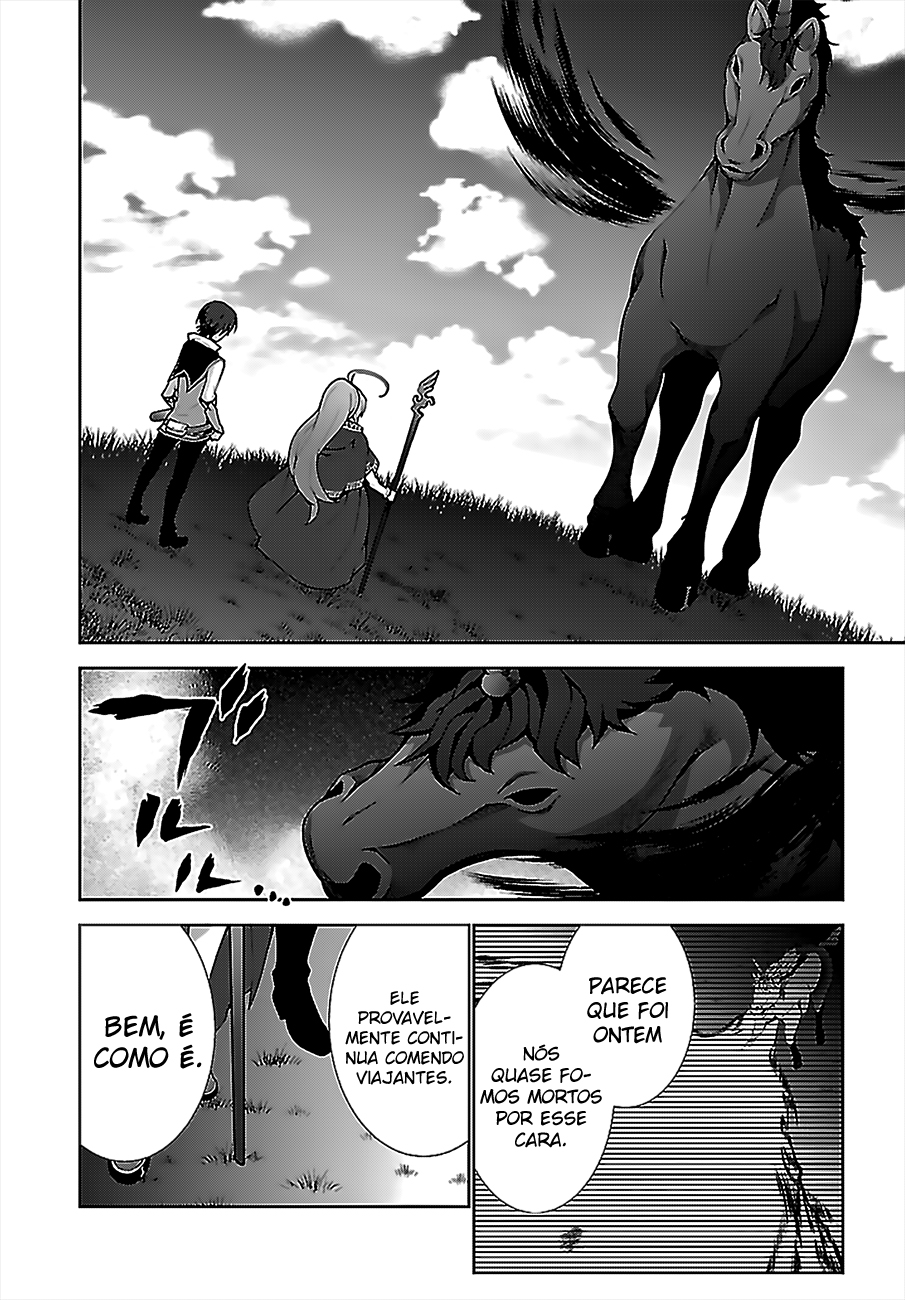 ブルル...
PARECE
QUE FOI
ONTEM
NÓS
QUASE FO-
MOS MORTOS
POR ESSE
CARA.
ELE
PROVAVEL-
MENTE CONTI-
NUA COMENDO
VIAJANTES.
BEM, É
COMO É.